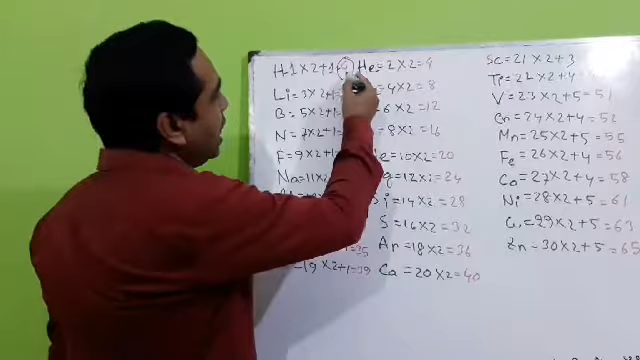 H-1×2+1 4 He=2×2=4
Li=3×2+1= =4×2=8
B=5×2+1= =6×2=12
N=7×2+1= =8×2=16
F=9×2+1= e=10×2=20
Na=11×2 g=12×2=24
i=14×2=28
S=16×2=32
=35 Ar=18×2=36
=19×2+1=39 Ca=20×2=40
Sc=21×2+3
Ti=22×2+4
V=23×2+5=51
Cr=24×2+4=52
Mn=25×2+5=55
Fe=26×2+4=56
Co=27×2+4=58
Ni=28×2+5=61
=29×2+5=63
Zn=30×2+5=65